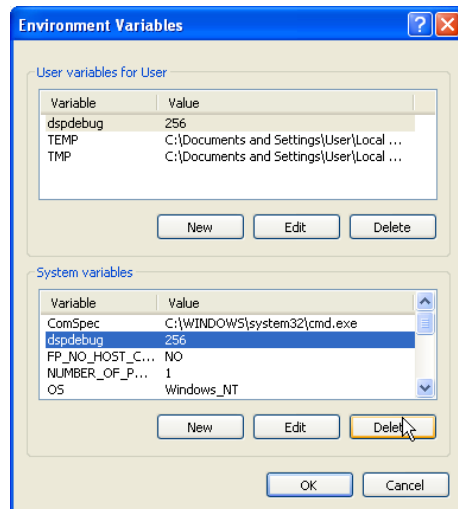 Environment Variables
User variables for User
Variable Value
dspdebug 256
TEMP C:\Documents and Settings\User\Local ...
TMP C:\Documents and Settings\User\Local ...
New Edit Delete
System variables
Variable Value
ComSpec C:\WINDOWS\system32\cmd.exe
dspdebug 256
FP_NO_HOST_C... NO
NUMBER_OF_P... 1
OS Windows_NT
New Edit Delete
OK Cancel